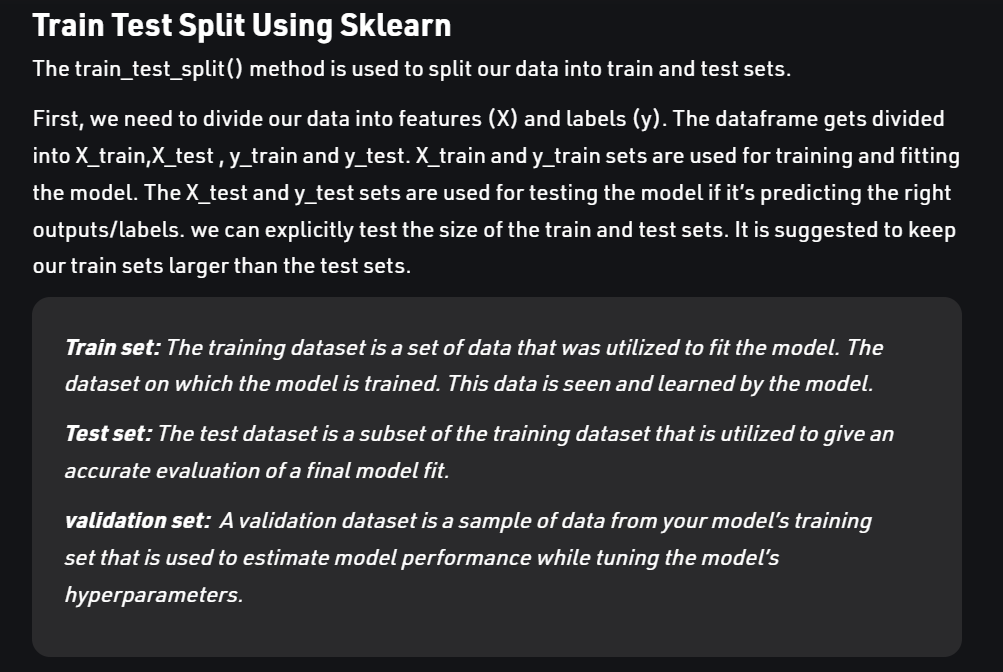 Train Test Split Using Sklearn
The train_test_split() method is used to split our data into train and test sets.
First, we need to divide our data into features (X) and labels (y). The dataframe gets divided
into X_train,X_test , y_train and y_test. X_train and y_train sets are used for training and fitting
the model. The X_test and y_test sets are used for testing the model if it’s predicting the right
outputs/labels. we can explicitly test the size of the train and test sets. It is suggested to keep
our train sets larger than the test sets.
Train set: The training dataset is a set of data that was utilized to fit the model. The
dataset on which the model is trained. This data is seen and learned by the model.
Test set: The test dataset is a subset of the training dataset that is utilized to give an
accurate evaluation of a final model fit.
validation set:  A validation dataset is a sample of data from your model’s training
set that is used to estimate model performance while tuning the model’s
hyperparameters.